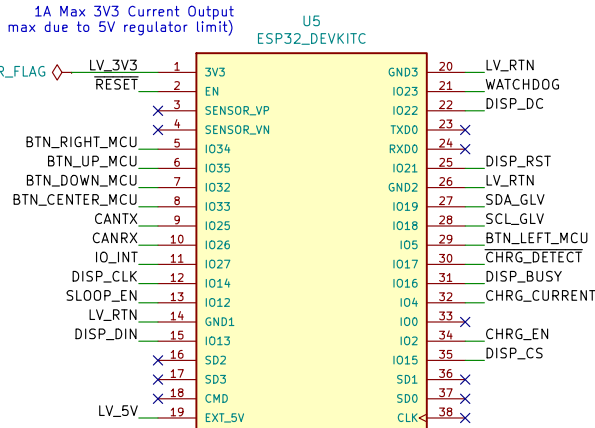 1A Max 3V3 Current Output
max due to 5V regulator limit)
U5
ESP32_DEVKITC
R_FLAG
LV_3V3 1 3V3 GND3 20 LV_RTN
RESET 2 EN IO23 21 WATCHDOG
3 SENSOR_VP IO22 22 DISP_DC
4 SENSOR_VN TXD0 23
BTN_RIGHT_MCU 5 IO34 RXD0 24
BTN_UP_MCU 6 IO35 IO21 25 DISP_RST
BTN_DOWN_MCU 7 IO32 GND2 26 LV_RTN
BTN_CENTER_MCU 8 IO33 IO19 27 SDA_GLV
CANTX 9 IO25 IO18 28 SCL_GLV
CANRX 10 IO26 IO5 29 BTN_LEFT_MCU
IO_INT 11 IO27 IO17 30 CHRG_DETECT
DISP_CLK 12 IO14 IO16 31 DISP_BUSY
SLOOP_EN 13 IO12 IO4 32 CHRG_CURRENT
LV_RTN 14 GND1 IO0 33
DISP_DIN 15 IO13 IO2 34 CHRG_EN
16 SD2 IO15 35 DISP_CS
17 SD3 SD1 36
18 CMD SD0 37
LV_5V 19 EXT_5V CLK 38